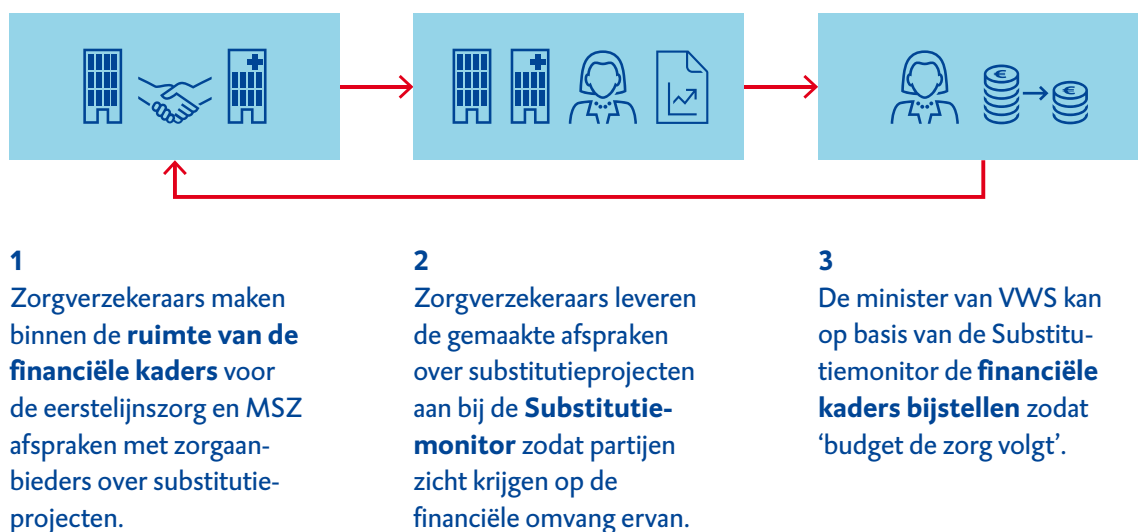 1
Zorgverzekeraars maken
binnen de ruimte van de
financiële kaders voor
de eerstelijnszorg en MSZ
afspraken met zorgaan-
bieders over substitutie-
projecten.
2
Zorgverzekeraars leveren
de gemaakte afspraken
over substitutieprojecten
aan bij de Substitutie-
monitor zodat partijen
zicht krijgen op de
financiële omvang ervan.
3
De minister van VWS kan
op basis van de Substitu-
tiemonitor de financiële
kaders bijstellen zodat
‘budget de zorg volgt’.